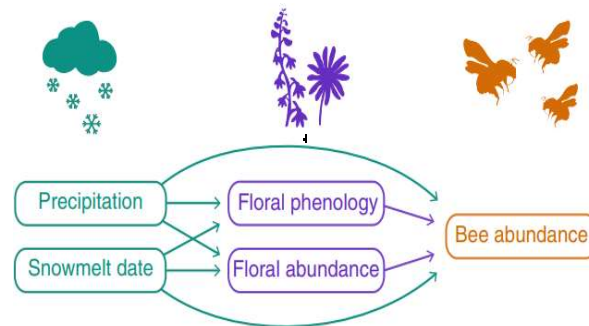 Precipitation
Floral phenology
Bee abundance
Snowmelt date
Floral abundance